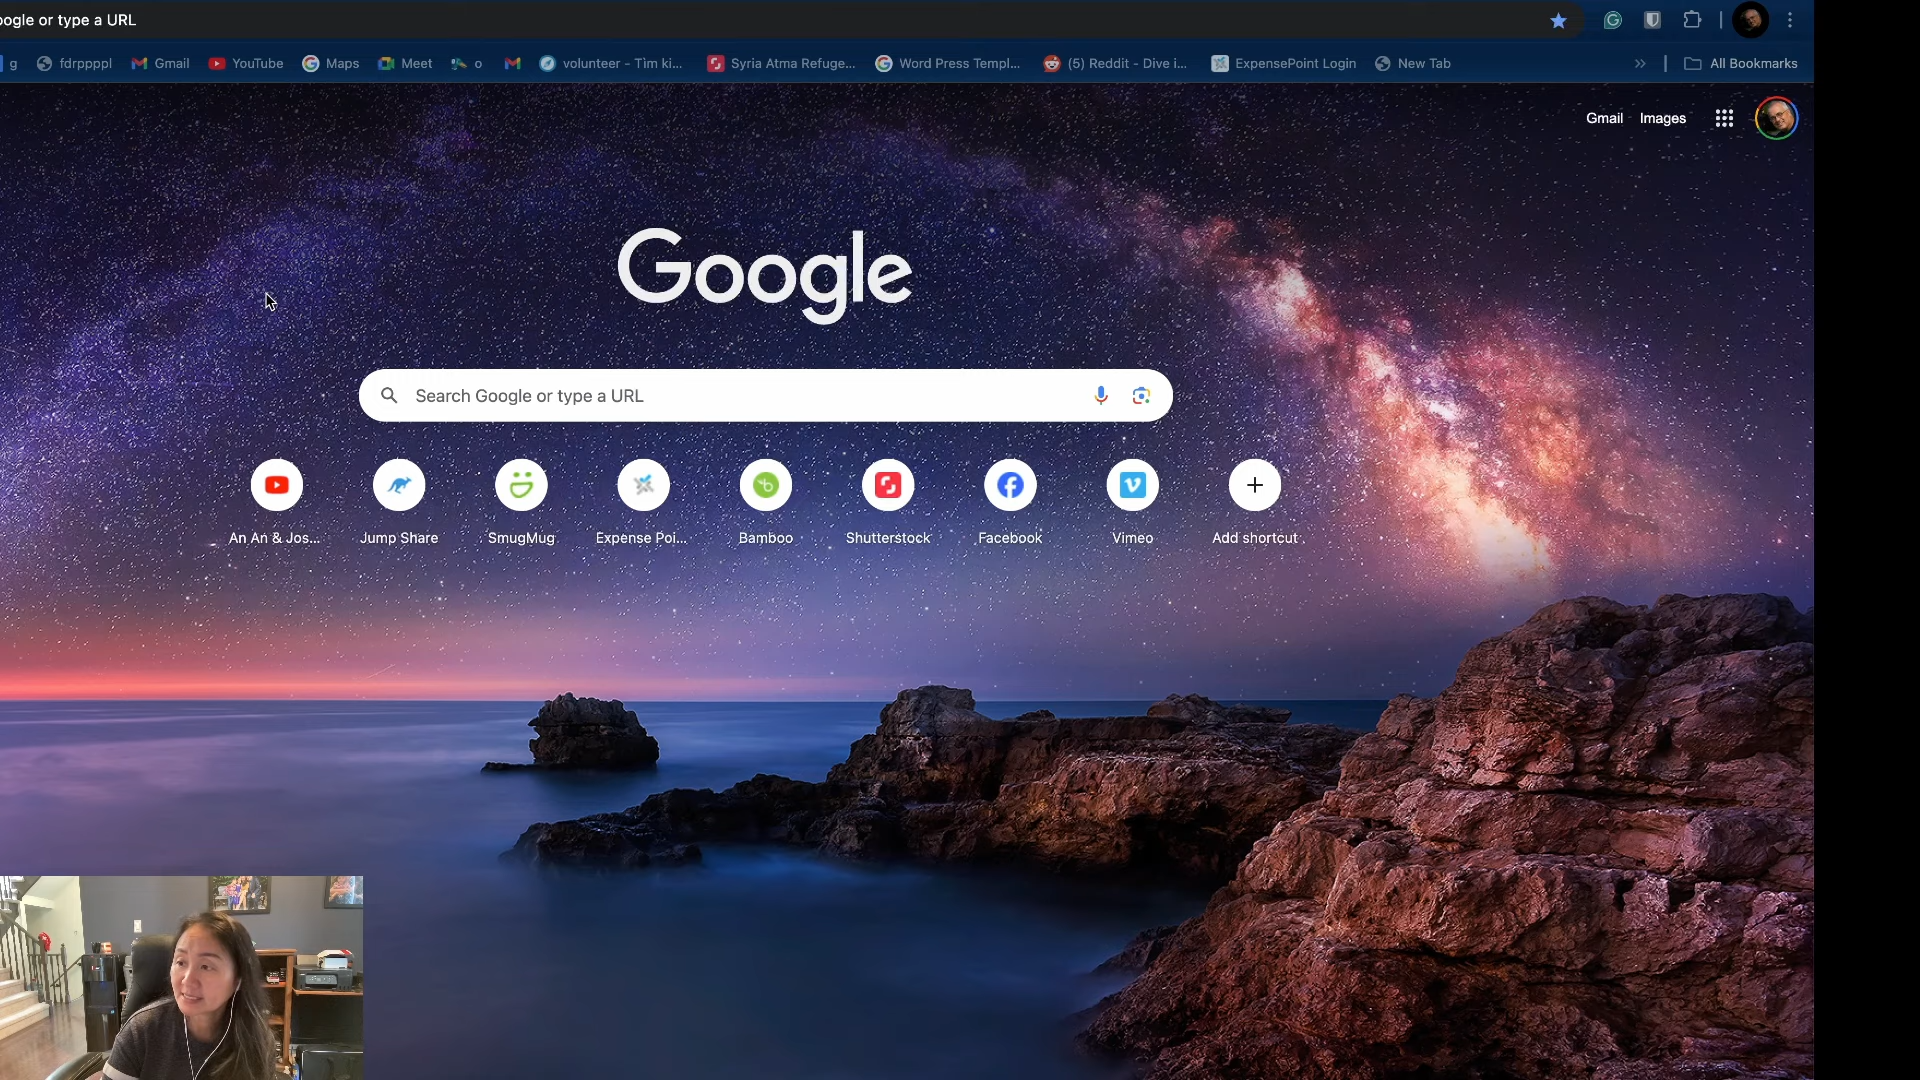 oogle or type a URL
g fdrppppl Gmail YouTube Maps Meet o volunteer - Tìm ki... Syria Atma Refuge... Word Press Templ... (5) Reddit - Dive i... ExpensePoint Login New Tab » All Bookmarks
Gmail Images
Google
Search Google or type a URL
An An & Jos... Jump Share SmugMug Expense Poi... Bamboo Shutterstock Facebook Vimeo Add shortcut